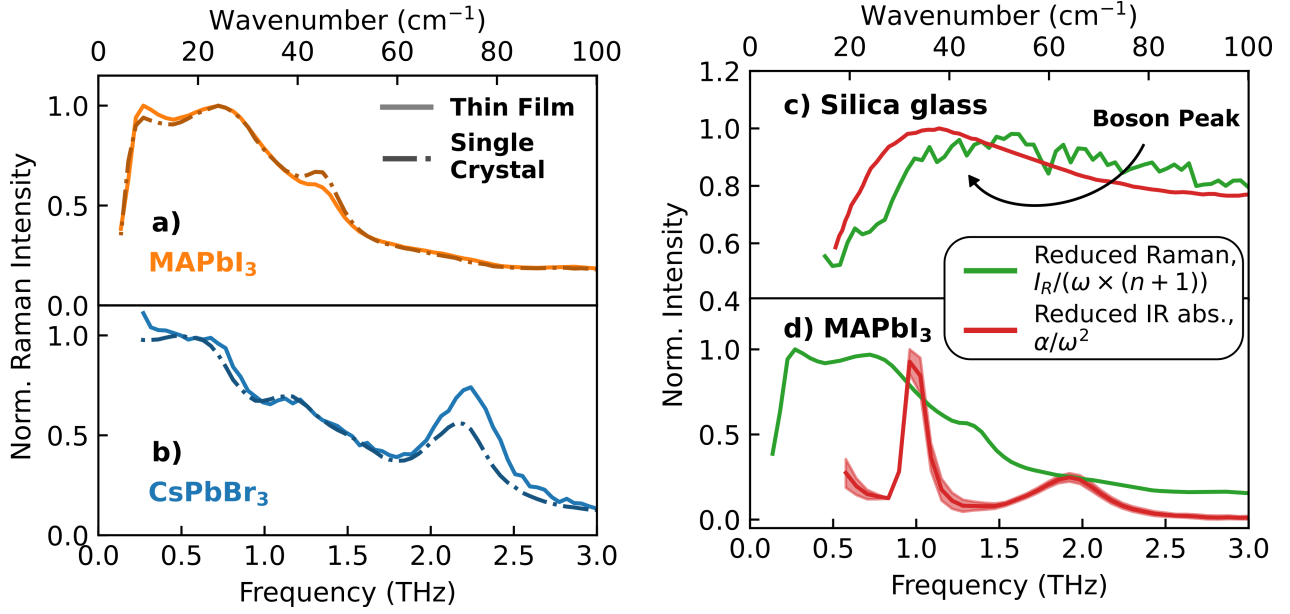 Wavenumber (cm⁻¹)
0 20 40 60 80 100
Norm. Raman Intensity
1.0
0.5
0.0
Thin Film
Single
Crystal
a)
MAPbI₃
1.0
0.5
0.0
b)
CsPbBr₃
0.0 0.5 1.0 1.5 2.0 2.5 3.0
Frequency (THz)
Wavenumber (cm⁻¹)
0 20 40 60 80 100
Norm. Intensity
1.2
1.0
0.8
0.6
0.4
c) Silica glass
Boson Peak
Reduced Raman,
I_R/(ω × (n + 1))
Reduced IR abs.,
α/ω²
d) MAPbI₃
Norm. Intensity
1.0
0.5
0.0
0.0 0.5 1.0 1.5 2.0 2.5 3.0
Frequency (THz)